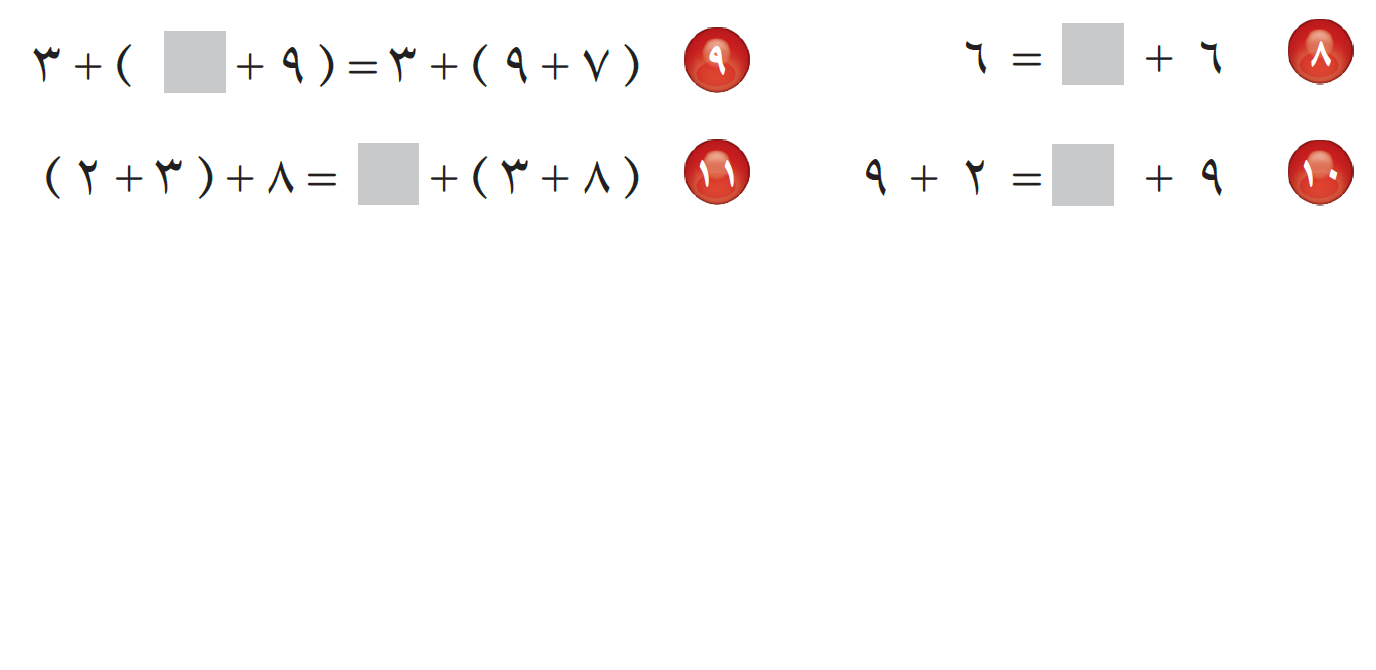 ٨ ٦ + □ = ٦
٩ ( ٧ + ٩ ) + ٣ = ( ٩ + □ ) + ٣
١٠ ٩ + □ = ٢ + ٩
١١ ( ٨ + ٣ ) + □ = ٨ + ( ٣ + ٢ )